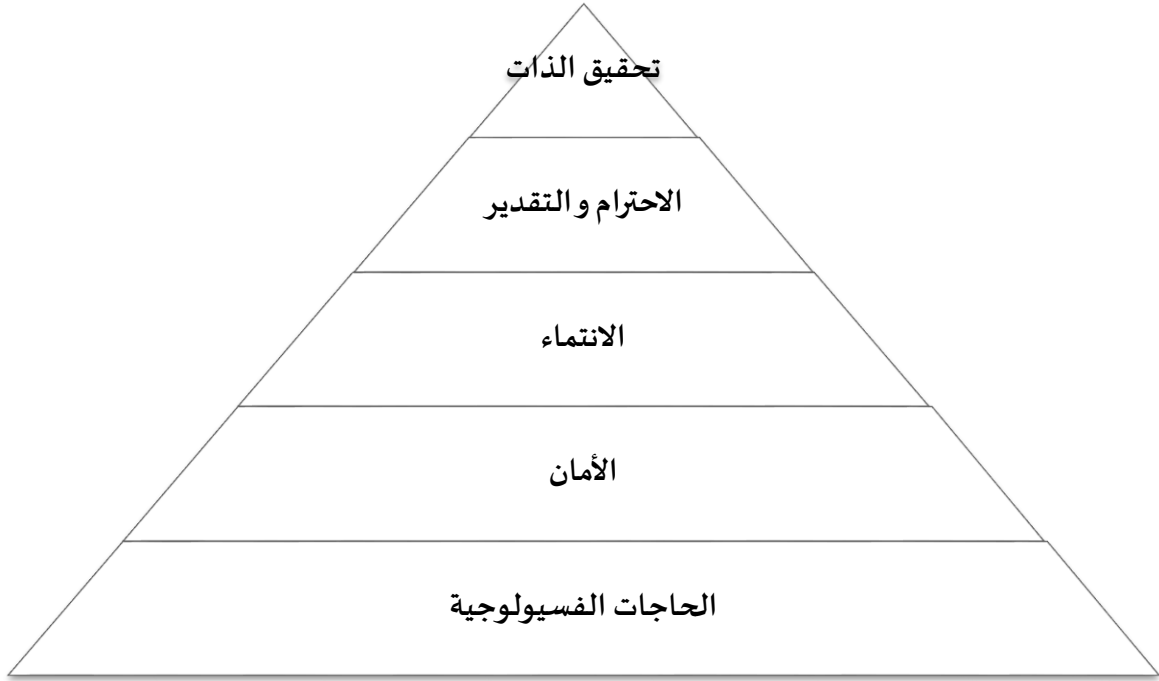 تحقيق الذات
الاحترام والتقدير
الانتماء
الأمان
الحاجات الفسيولوجية